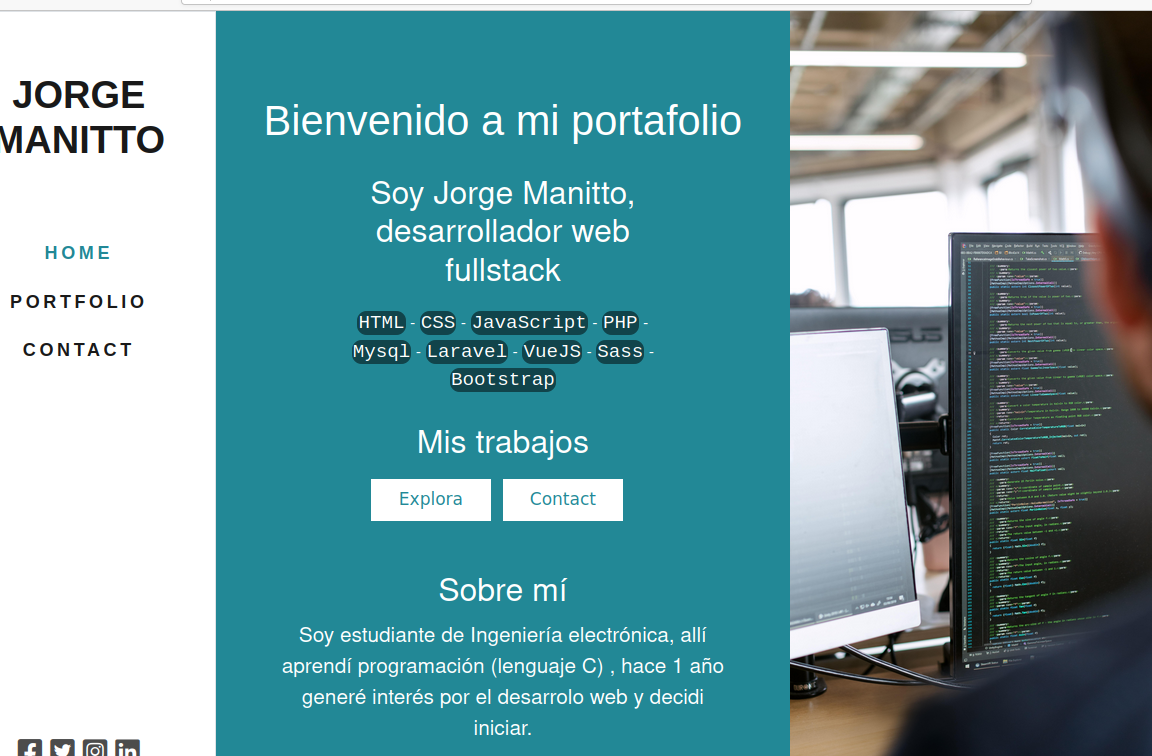 JORGE
MANITTO
HOME
PORTFOLIO
CONTACT
Bienvenido a mi portafolio
Soy Jorge Manitto,
desarrollador web
fullstack
HTML - CSS - JavaScript - PHP -
Mysql - Laravel - VueJS - Sass -
Bootstrap
Mis trabajos
Explora Contact
Sobre mí
Soy estudiante de Ingeniería electrónica, allí
aprendí programación (lenguaje C) , hace 1 año
generé interés por el desarrolo web y decidi
iniciar.